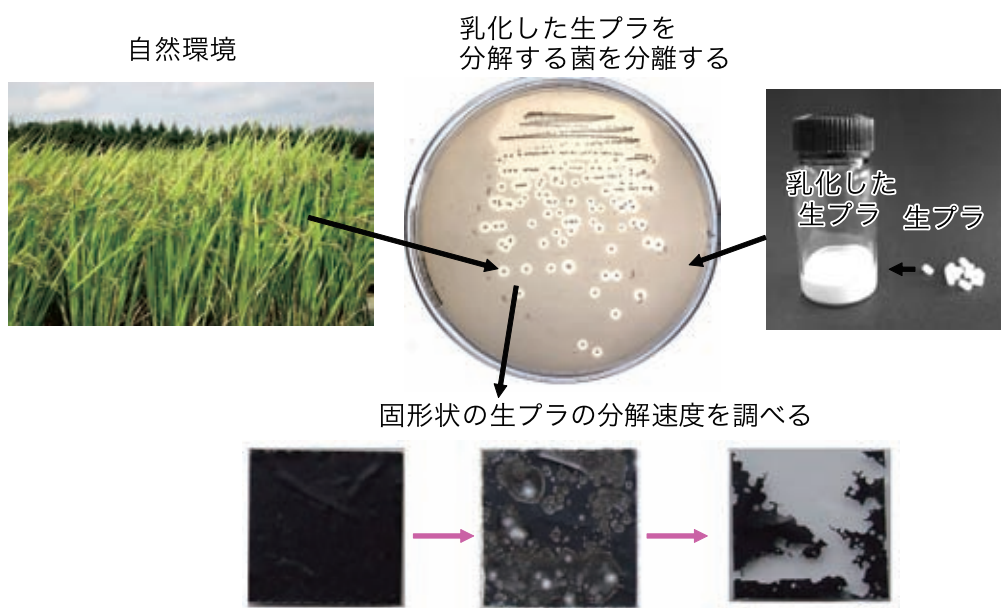 自然環境
乳化した生プラを
分解する菌を分離する
乳化した
生プラ
生プラ
固形状の生プラの分解速度を調べる